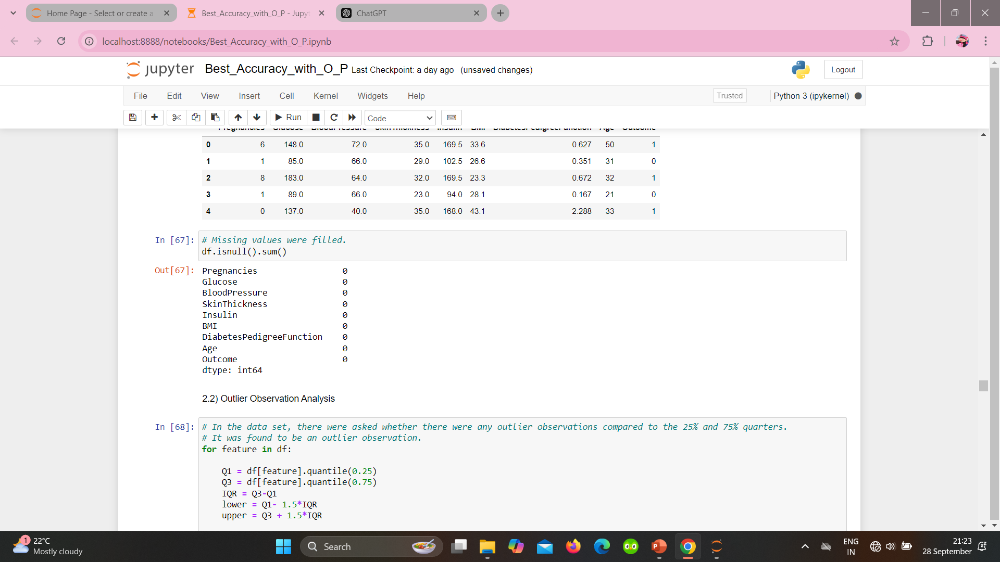 Home Page - Select or create a
Best_Accuracy_with_O_P - Jupyt
ChatGPT
localhost:8888/notebooks/Best_Accuracy_with_O_P.ipynb
jupyter Best_Accuracy_with_O_P Last Checkpoint: a day ago (unsaved changes)
Logout
File Edit View Insert Cell Kernel Widgets Help
Trusted
Python 3 (ipykernel)
Run
Code
Pregnancies Glucose BloodPressure SkinThickness Insulin BMI DiabetesPedigreeFunction Age Outcome
0 6 148.0 72.0 35.0 169.5 33.6 0.627 50 1
1 1 85.0 66.0 29.0 102.5 26.6 0.351 31 0
2 8 183.0 64.0 32.0 169.5 23.3 0.672 32 1
3 1 89.0 66.0 23.0 94.0 28.1 0.167 21 0
4 0 137.0 40.0 35.0 168.0 43.1 2.288 33 1
In [67]: # Missing values were filled.
df.isnull().sum()
Out[67]: Pregnancies 0
Glucose 0
BloodPressure 0
SkinThickness 0
Insulin 0
BMI 0
DiabetesPedigreeFunction 0
Age 0
Outcome 0
dtype: int64
2.2) Outlier Observation Analysis
In [68]: # In the data set, there were asked whether there were any outlier observations compared to the 25% and 75% quarters.
# It was found to be an outlier observation.
for feature in df:
Q1 = df[feature].quantile(0.25)
Q3 = df[feature].quantile(0.75)
IQR = Q3-Q1
lower = Q1- 1.5*IQR
upper = Q3 + 1.5*IQR
1
22°C
Mostly cloudy
Search
P
ENG
IN
21:23
28 September